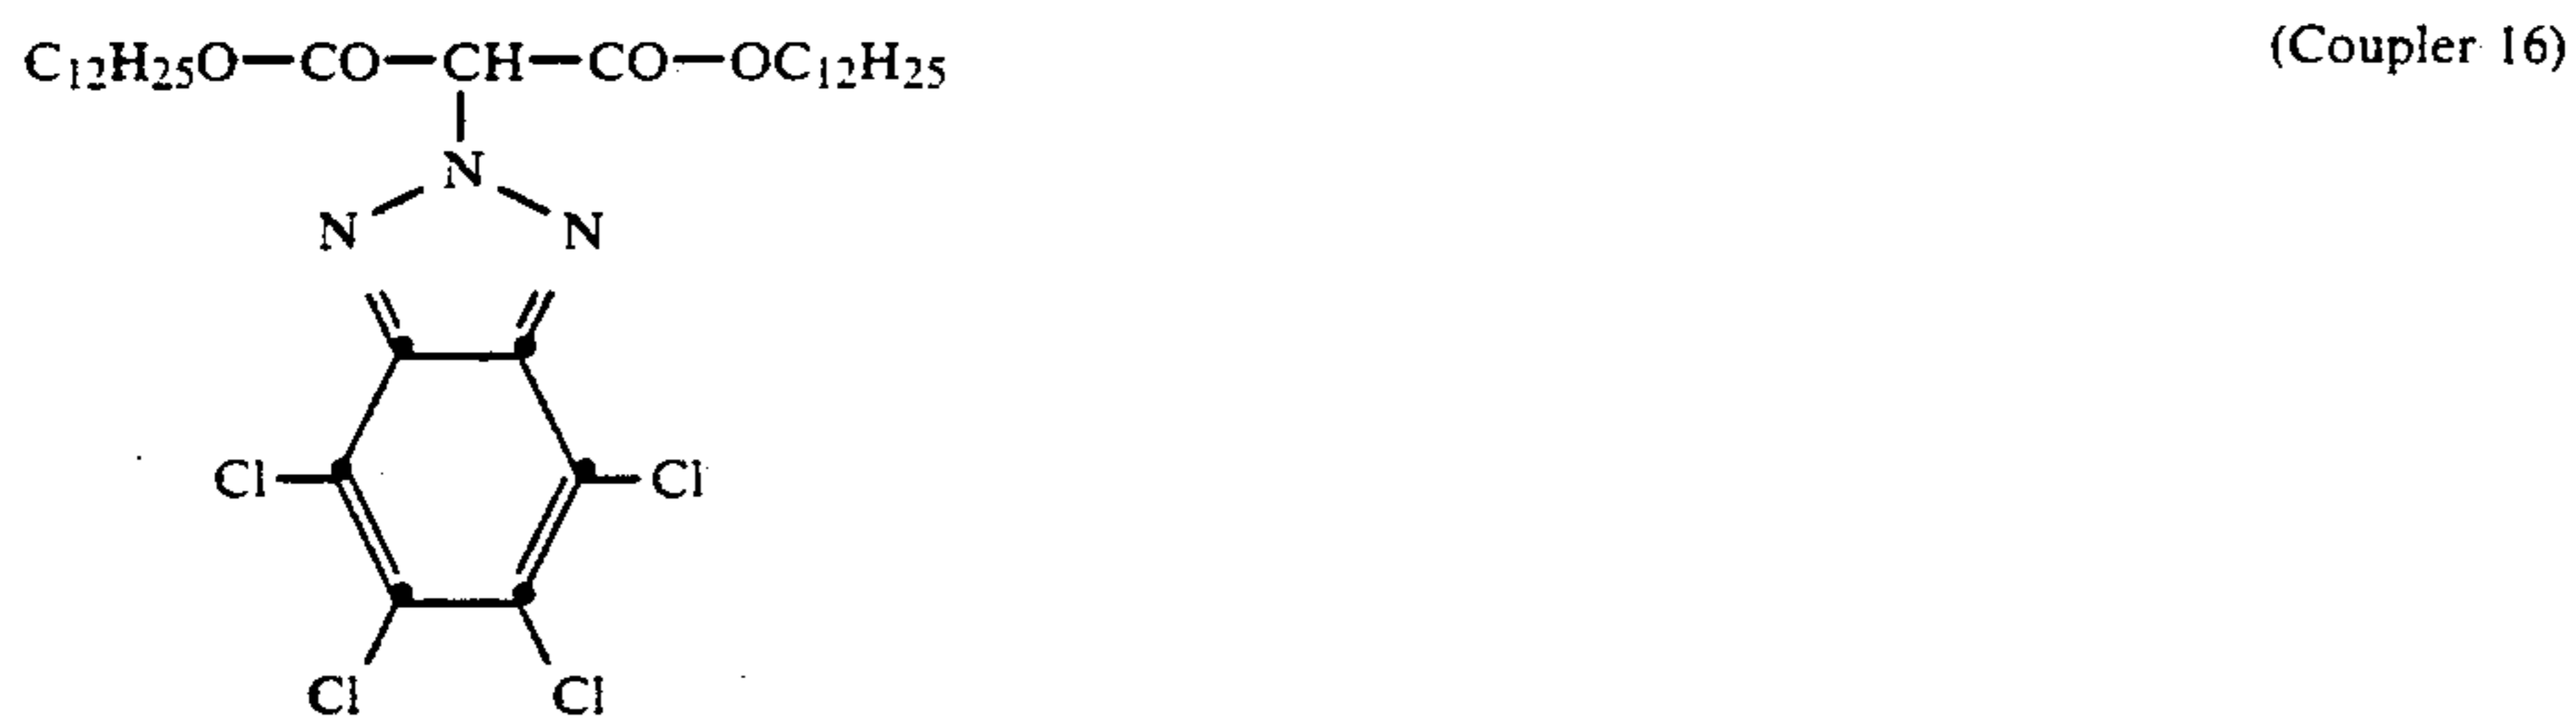 C12H25O—CO—CH—CO—OC12H25 (Coupler 16)
N
N N
Cl Cl
Cl Cl